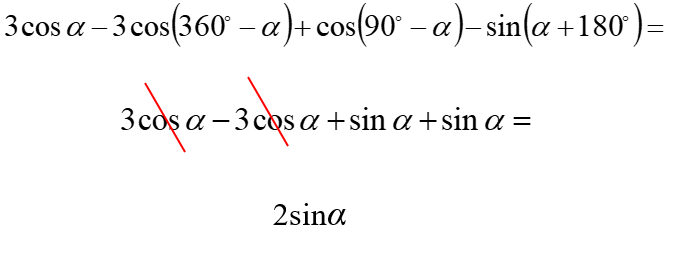 3cos α − 3cos(360° − α) + cos(90° − α) − sin(α + 180°) =
3cos α − 3cos α + sin α + sin α =
2sinα